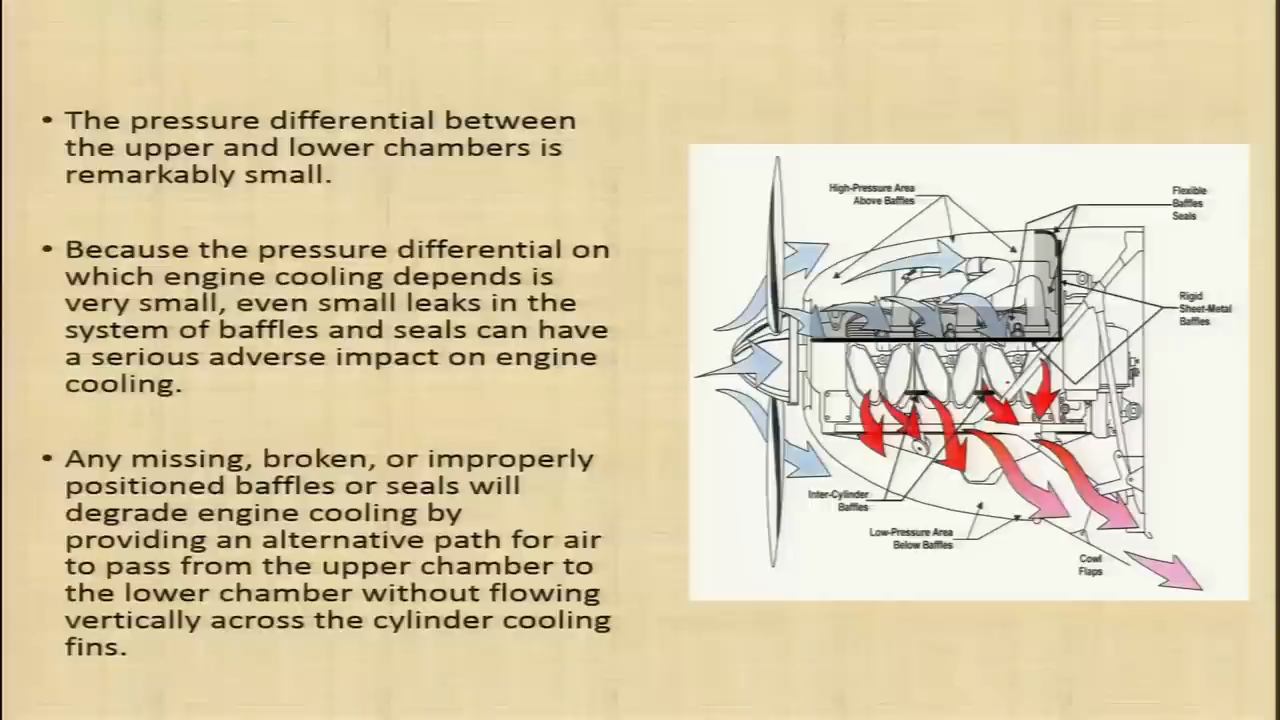 • The pressure differential between
the upper and lower chambers is
remarkably small.
• Because the pressure differential on
which engine cooling depends is
very small, even small leaks in the
system of baffles and seals can have
a serious adverse impact on engine
cooling.
• Any missing, broken, or improperly
positioned baffles or seals will
degrade engine cooling by
providing an alternative path for air
to pass from the upper chamber to
the lower chamber without flowing
vertically across the cylinder cooling
fins.
High-Pressure Area
Above Baffles
Flexible
Baffles
Seals
Rigid
Sheet-Metal
Baffles
Inter-Cylinder
Baffles
Low-Pressure Area
Below Baffles
Cowl
Flaps